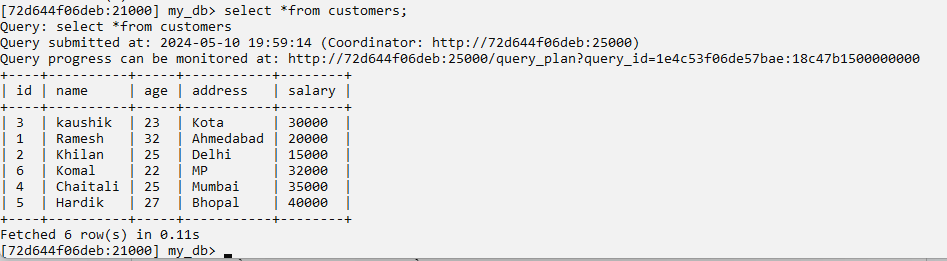 [72d644f06deb:21000] my_db> select *from customers;
Query: select *from customers
Query submitted at: 2024-05-10 19:59:14 (Coordinator: http://72d644f06deb:25000)
Query progress can be monitored at: http://72d644f06deb:25000/query_plan?query_id=1e4c53f06de57bae:18c47b1500000000
+----+----------+-----+-----------+--------+
| id | name     | age | address   | salary |
+----+----------+-----+-----------+--------+
| 3  | kaushik  | 23  | Kota      | 30000  |
| 1  | Ramesh   | 32  | Ahmedabad | 20000  |
| 2  | Khilan   | 25  | Delhi     | 15000  |
| 6  | Komal    | 22  | MP        | 32000  |
| 4  | Chaitali | 25  | Mumbai    | 35000  |
| 5  | Hardik   | 27  | Bhopal    | 40000  |
+----+----------+-----+-----------+--------+
Fetched 6 row(s) in 0.11s
[72d644f06deb:21000] my_db>